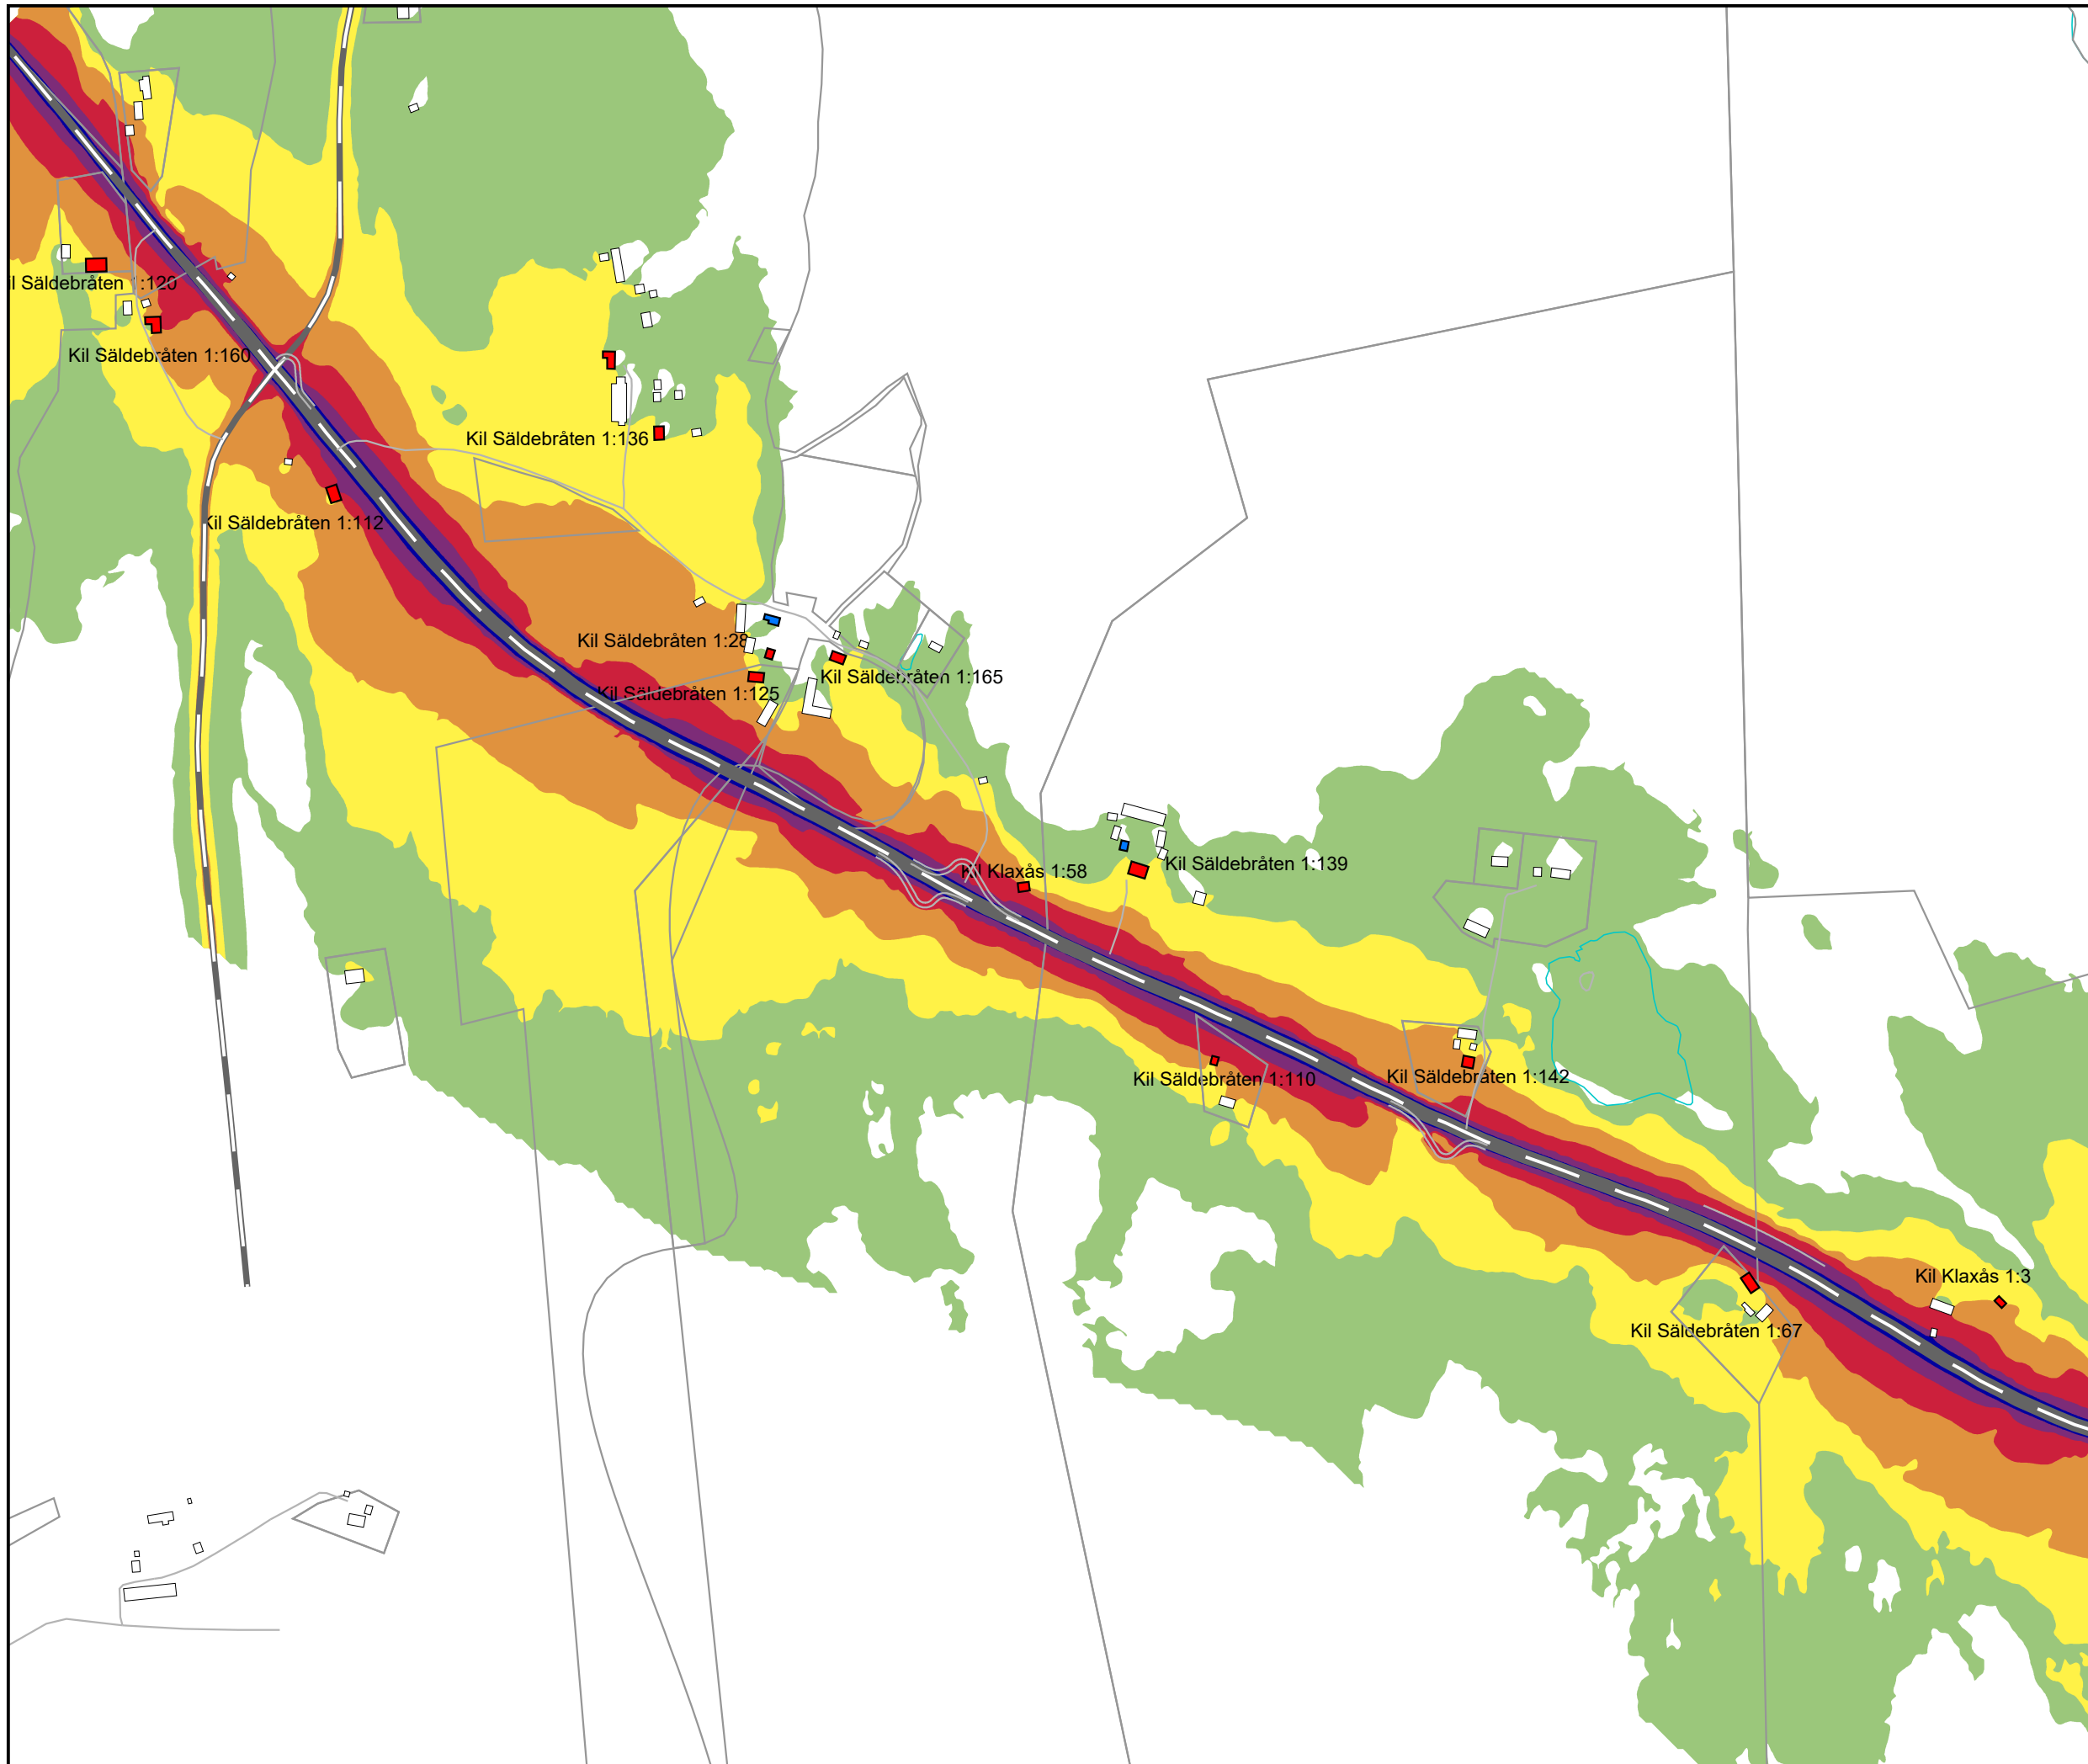 il Säldebråten 1:120
Kil Säldebråten 1:160
Kil Säldebråten 1:136
Kil Säldebråten 1:112
Kil Säldebråten 1:28
Kil Säldebråten 1:165
Kil Säldebråten 1:125
Kil Säldebråten 1:139
Kil Klaxås 1:58
Kil Säldebråten 1:142
Kil Säldebråten 1:110
Kil Klaxås 1:3
Kil Säldebråten 1:67